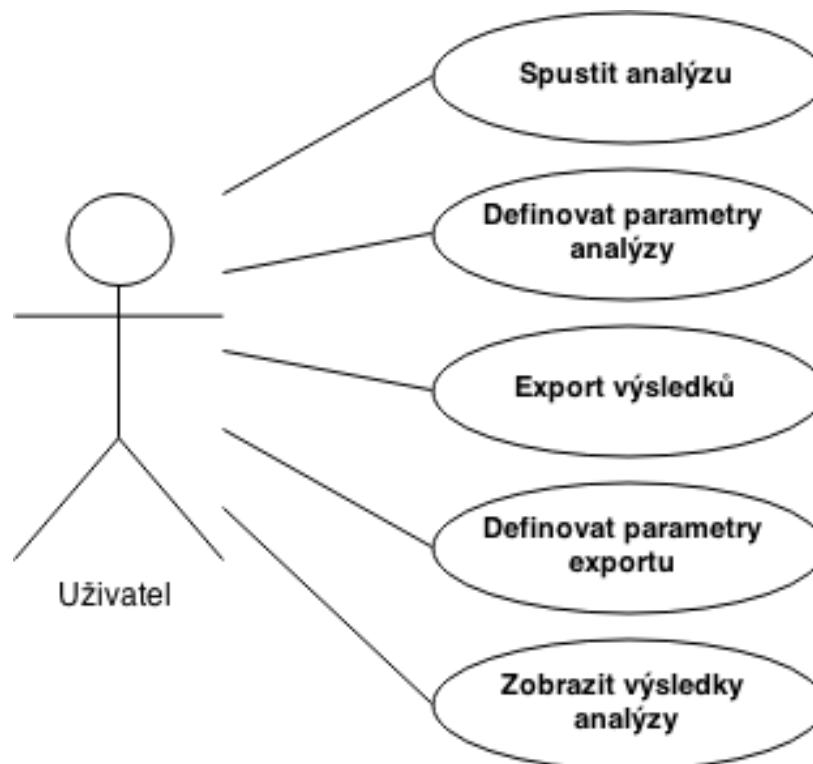 Spustit analýzu
Definovat parametry
analýzy
Export výsledků
Definovat parametry
exportu
Uživatel
Zobrazit výsledky
analýzy